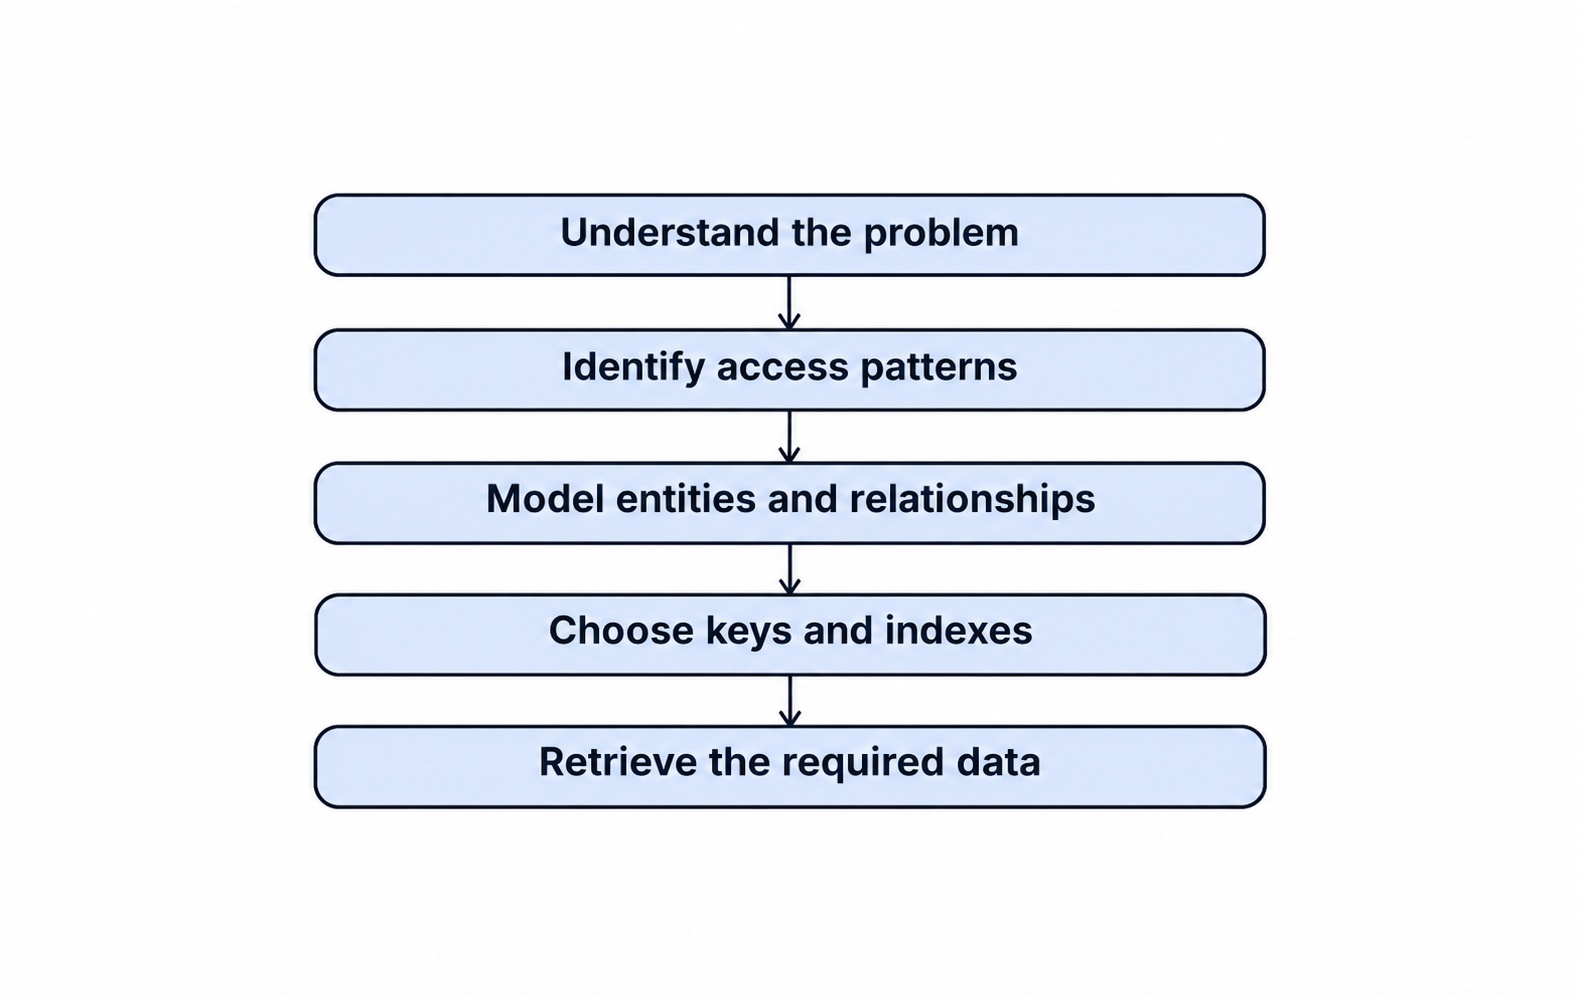 Understand the problem
Identify access patterns
Model entities and relationships
Choose keys and indexes
Retrieve the required data